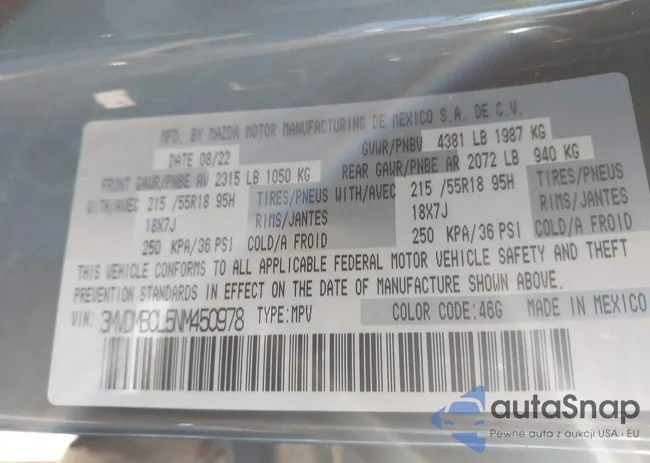 MFD. BY MAZDA MOTOR MANUFACTURING DE MEXICO S.A. DE C.V.
DATE 08/22 GVWR/PNBV 4381 LB 1987 KG
FRONT GAWR/PNBE AV 2315 LB 1050 KG REAR GAWR/PNBE AR 2072 LB 940 KG
WITH/AVEC 215 /55R18 95H TIRES/PNEUS WITH/AVEC 215 /55R18 95H TIRES/PNEUS
18X7J RIMS/JANTES 18X7J RIMS/JANTES
250 KPA/36 PSI COLD/A FROID 250 KPA/36 PSI COLD/A FROID
THIS VEHICLE CONFORMS TO ALL APPLICABLE FEDERAL MOTOR VEHICLE SAFETY AND THEFT
PREVENTION STANDARDS IN EFFECT ON THE DATE OF MANUFACTURE SHOWN ABOVE.
VIN: 3MVDMBCL5NM450978 TYPE:MPV COLOR CODE:46G MADE IN MEXICO
autaSnap
Pewne auta z aukcji USA i EU